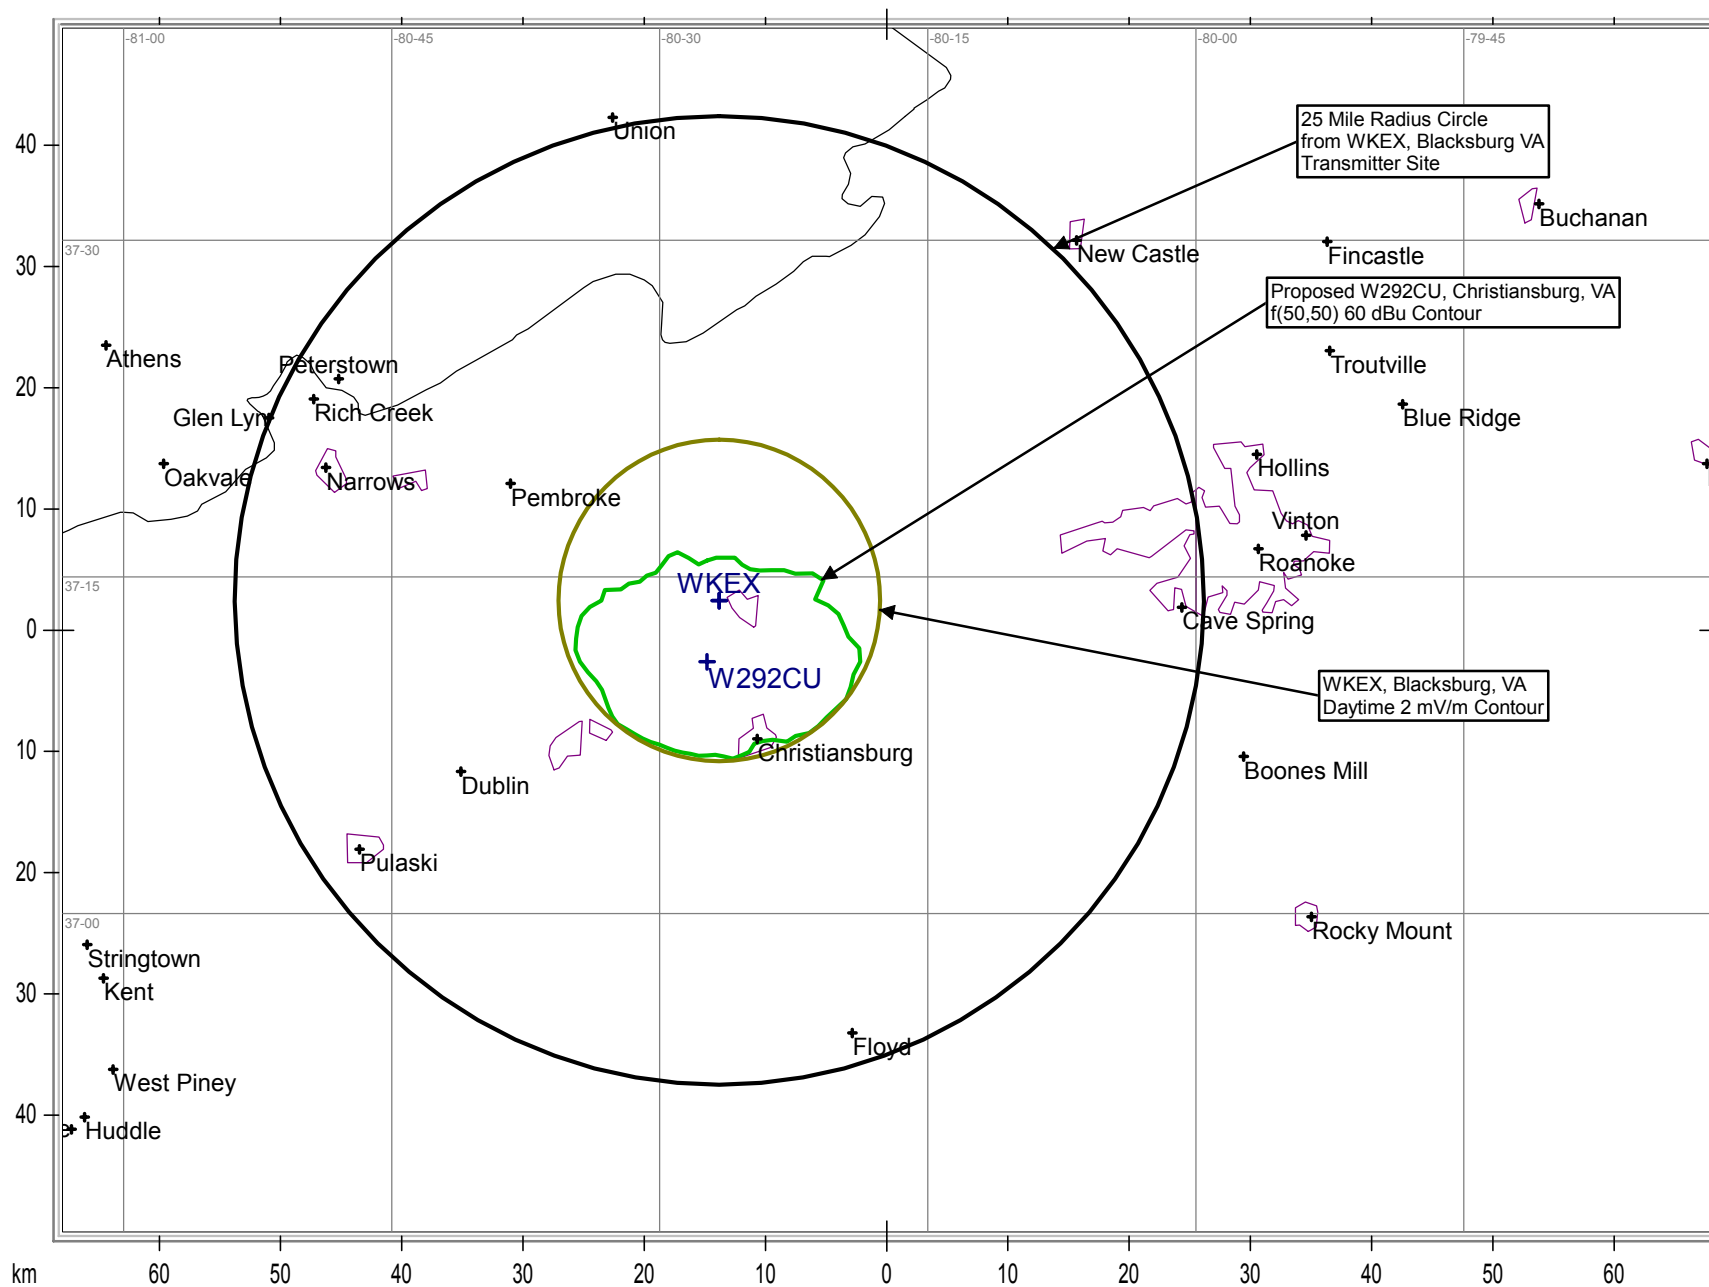 -81-00
-80-45
-80-30
-80-15
-80-00
-79-45
Union
25 Mile Radius Circle
from WKEX, Blacksburg VA
Transmitter Site
40
Buchanan
37-30
New Castle
Fincastle
30
Proposed W292CU, Christiansburg, VA
f(50,50) 60 dBu Contour
Athens
Peterstown
Troutville
20
Glen Lyn
Rich Creek
Blue Ridge
Oakvale
Narrows
Pembroke
Hollins
10
Vinton
Roanoke
37-15
WKEX
Cave Spring
0
W292CU
WKEX, Blacksburg, VA
Daytime 2 mV/m Contour
10
Christiansburg
Dublin
Boones Mill
Pulaski
20
37-00
Rocky Mount
Stringtown
Kent
30
Floyd
West Piney
40
Huddle
km
60
50
40
30
20
10
0
10
20
30
40
50
60